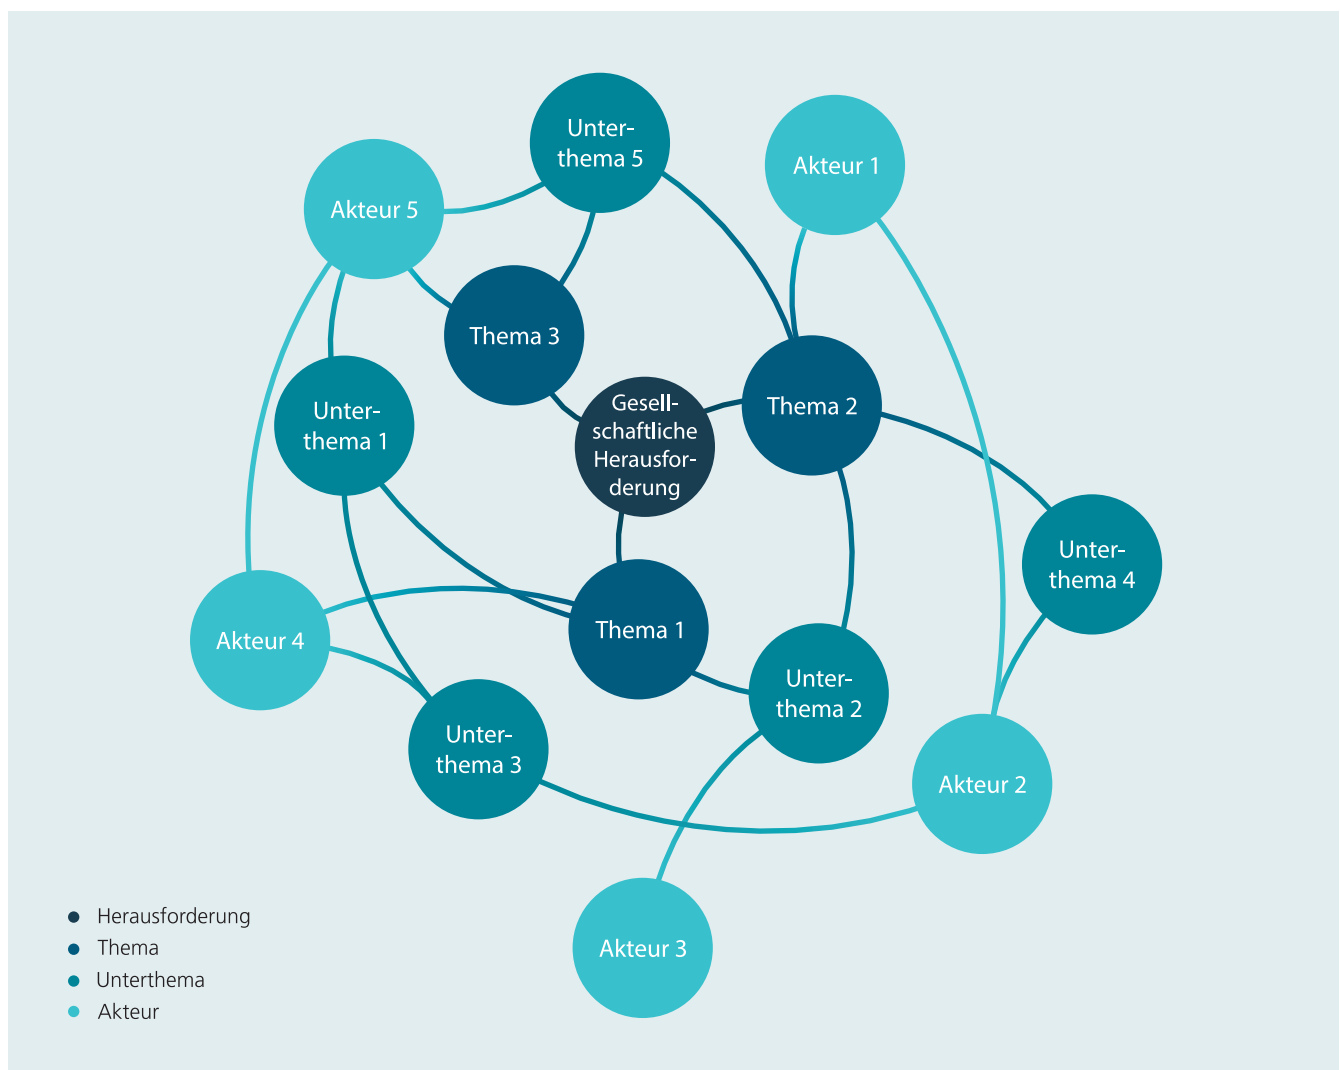 Unter-
thema 5
Akteur 1
Akteur 5
Thema 3
Gesell-
schaftliche
Herausfor-
derung
Thema 2
Unter-
thema 1
Unter-
thema 4
Akteur 4
Thema 1
Unter-
thema 2
Unter-
thema 3
Akteur 2
Akteur 3
Herausforderung
Thema
Unterthema
Akteur